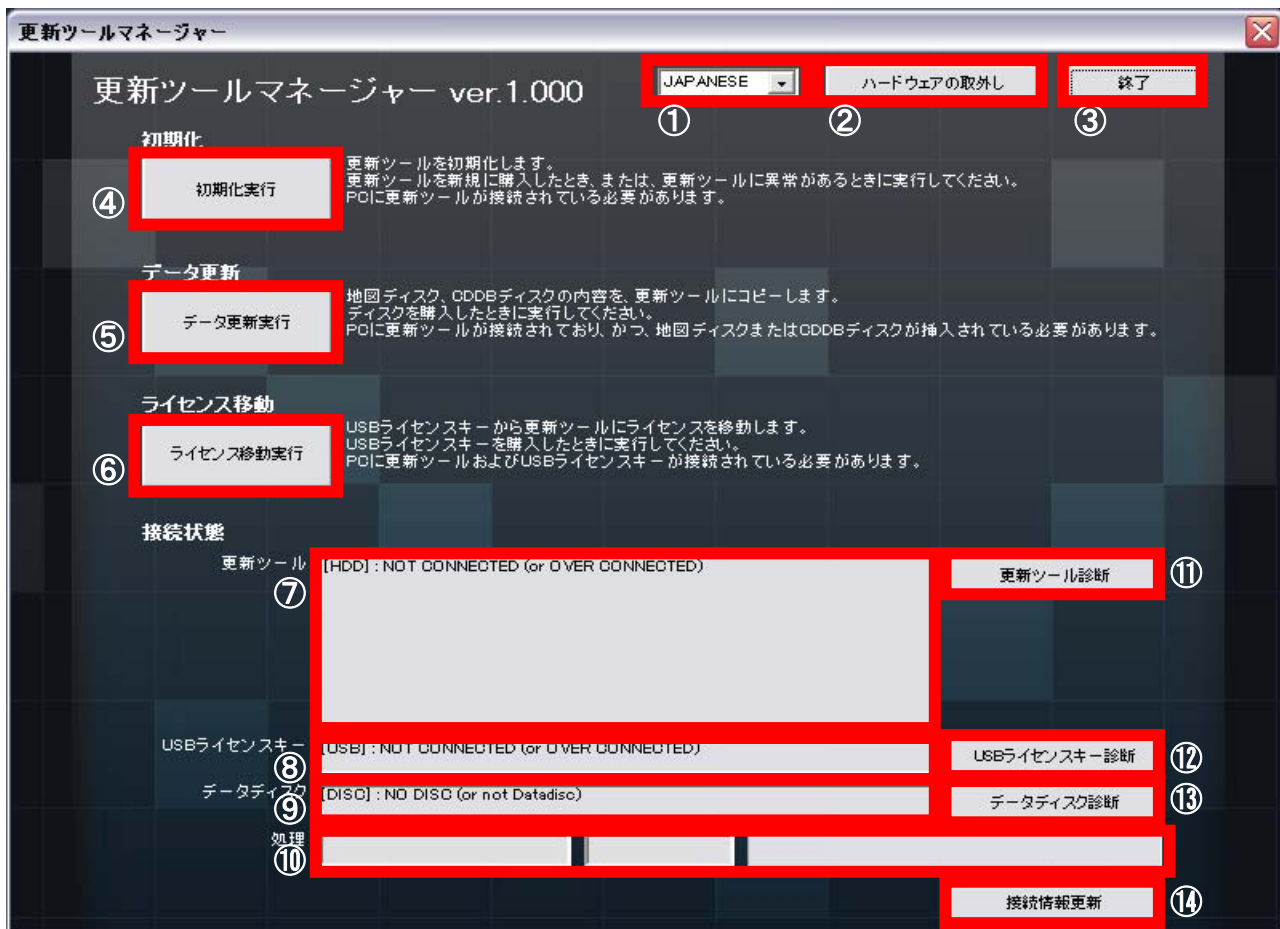 更新ツールマネージャー
更新ツールマネージャー ver.1.000
JAPANESE
ハードウェアの取外し
終了
①
②
③
初期化
初期化実行
④
更新ツールを初期化します。
更新ツールを新規に購入したとき、または、更新ツールに異常があるときに実行してください。
PCに更新ツールが接続されている必要があります。
データ更新
データ更新実行
⑤
地図ディスク、CDDBディスクの内容を、更新ツールにコピーします。
ディスクを購入したときに実行してください。
PCに更新ツールが接続されており、かつ、地図ディスクまたはCDDBディスクが挿入されている必要があります。
ライセンス移動
ライセンス移動実行
⑥
USBライセンスキーから更新ツールにライセンスを移動します。
USBライセンスキーを購入したときに実行してください。
PCに更新ツールおよびUSBライセンスキーが接続されている必要があります。
接続状態
更新ツール
⑦
[HDD] : NOT CONNECTED (or OVER CONNECTED)
更新ツール診断
⑪
USBライセンスキー
⑧
[USB] : NOT CONNECTED (or OVER CONNECTED)
USBライセンスキー診断
⑫
データディスク
⑨
[DISC] : NO DISC (or not Datadisc)
データディスク診断
⑬
処理
⑩
接続情報更新
⑭